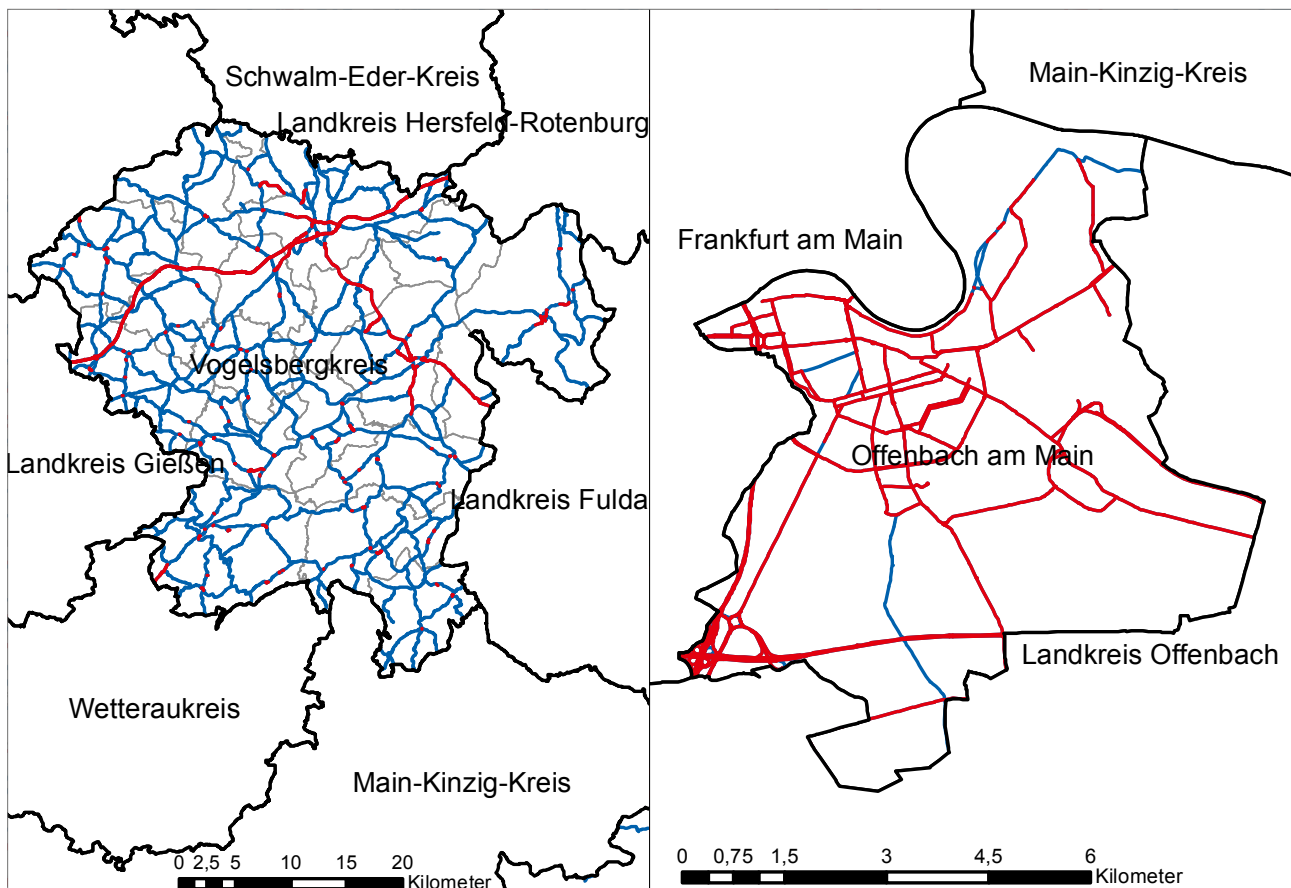 Schwalm-Eder-Kreis
Landkreis Hersfeld-Rotenburg
Vogelsbergkreis
Landkreis Gießen
Landkreis Fulda
Wetteraukreis
Main-Kinzig-Kreis
0 2,5 5 10 15 20
Kilometer
Main-Kinzig-Kreis
Frankfurt am Main
Offenbach am Main
Landkreis Offenbach
0 0,75 1,5 3 4,5 6
Kilometer